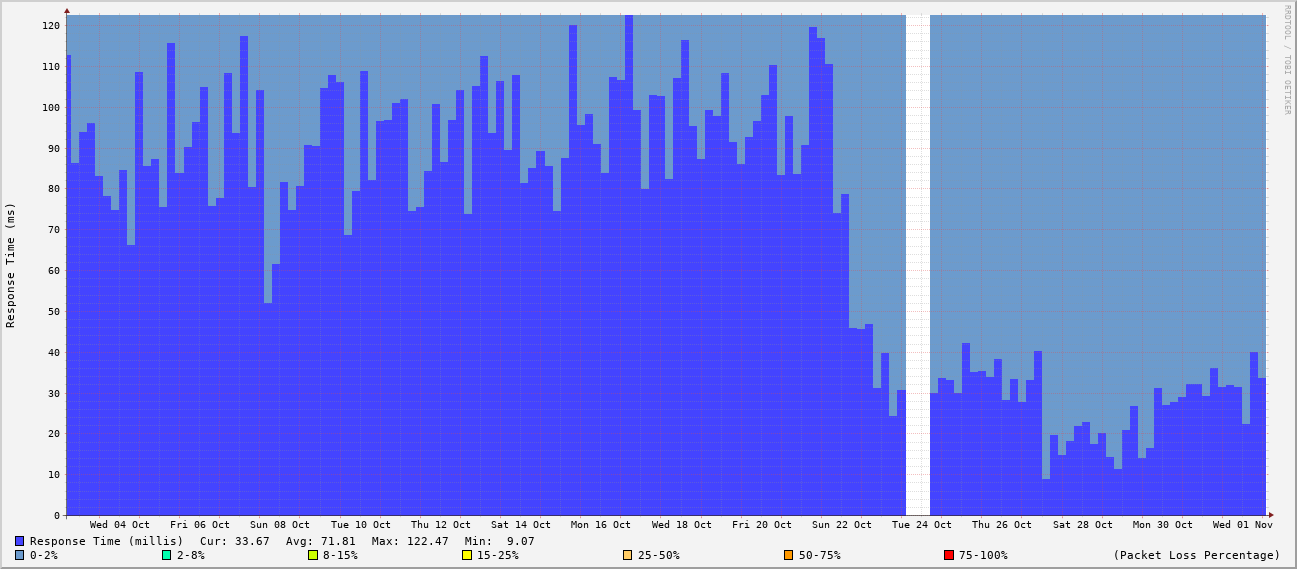 RRDTOOL / TOBI OETIKER
Response Time (ms)
120
110
100
90
80
70
60
50
40
30
20
10
0
Wed 04 Oct Fri 06 Oct Sun 08 Oct Tue 10 Oct Thu 12 Oct Sat 14 Oct Mon 16 Oct Wed 18 Oct Fri 20 Oct Sun 22 Oct Tue 24 Oct Thu 26 Oct Sat 28 Oct Mon 30 Oct Wed 01 Nov
Response Time (millis) Cur: 33.67 Avg: 71.81 Max: 122.47 Min: 9.07
0-2% 2-8% 8-15% 15-25% 25-50% 50-75% 75-100% (Packet Loss Percentage)